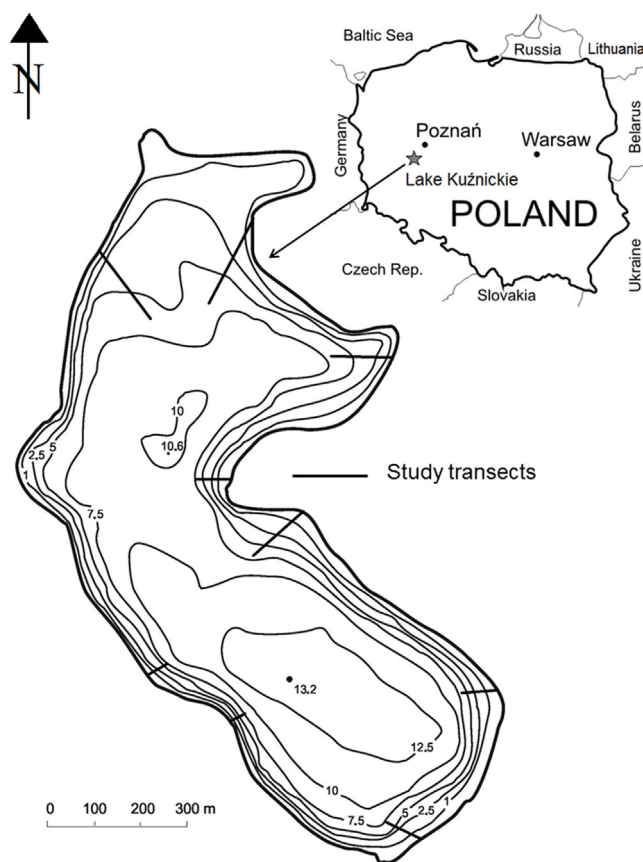 N
Baltic Sea
Russia
Lithuania
Germany
Poznań
Warsaw
Belarus
Lake Kuźnickie
POLAND
Czech Rep.
Slovakia
Ukraine
10
10.6
5
2.5
1
Study transects
7.5
13.2
12.5
10
7.5
5
2.5
1
0 100 200 300 m